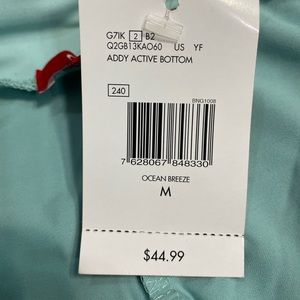 G7IK 2 B2
Q2GB13KAO60 US YF
ADDY ACTIVE BOTTOM
BNG1008
240
7 628067 848330
OCEAN BREEZE
M
$44.99